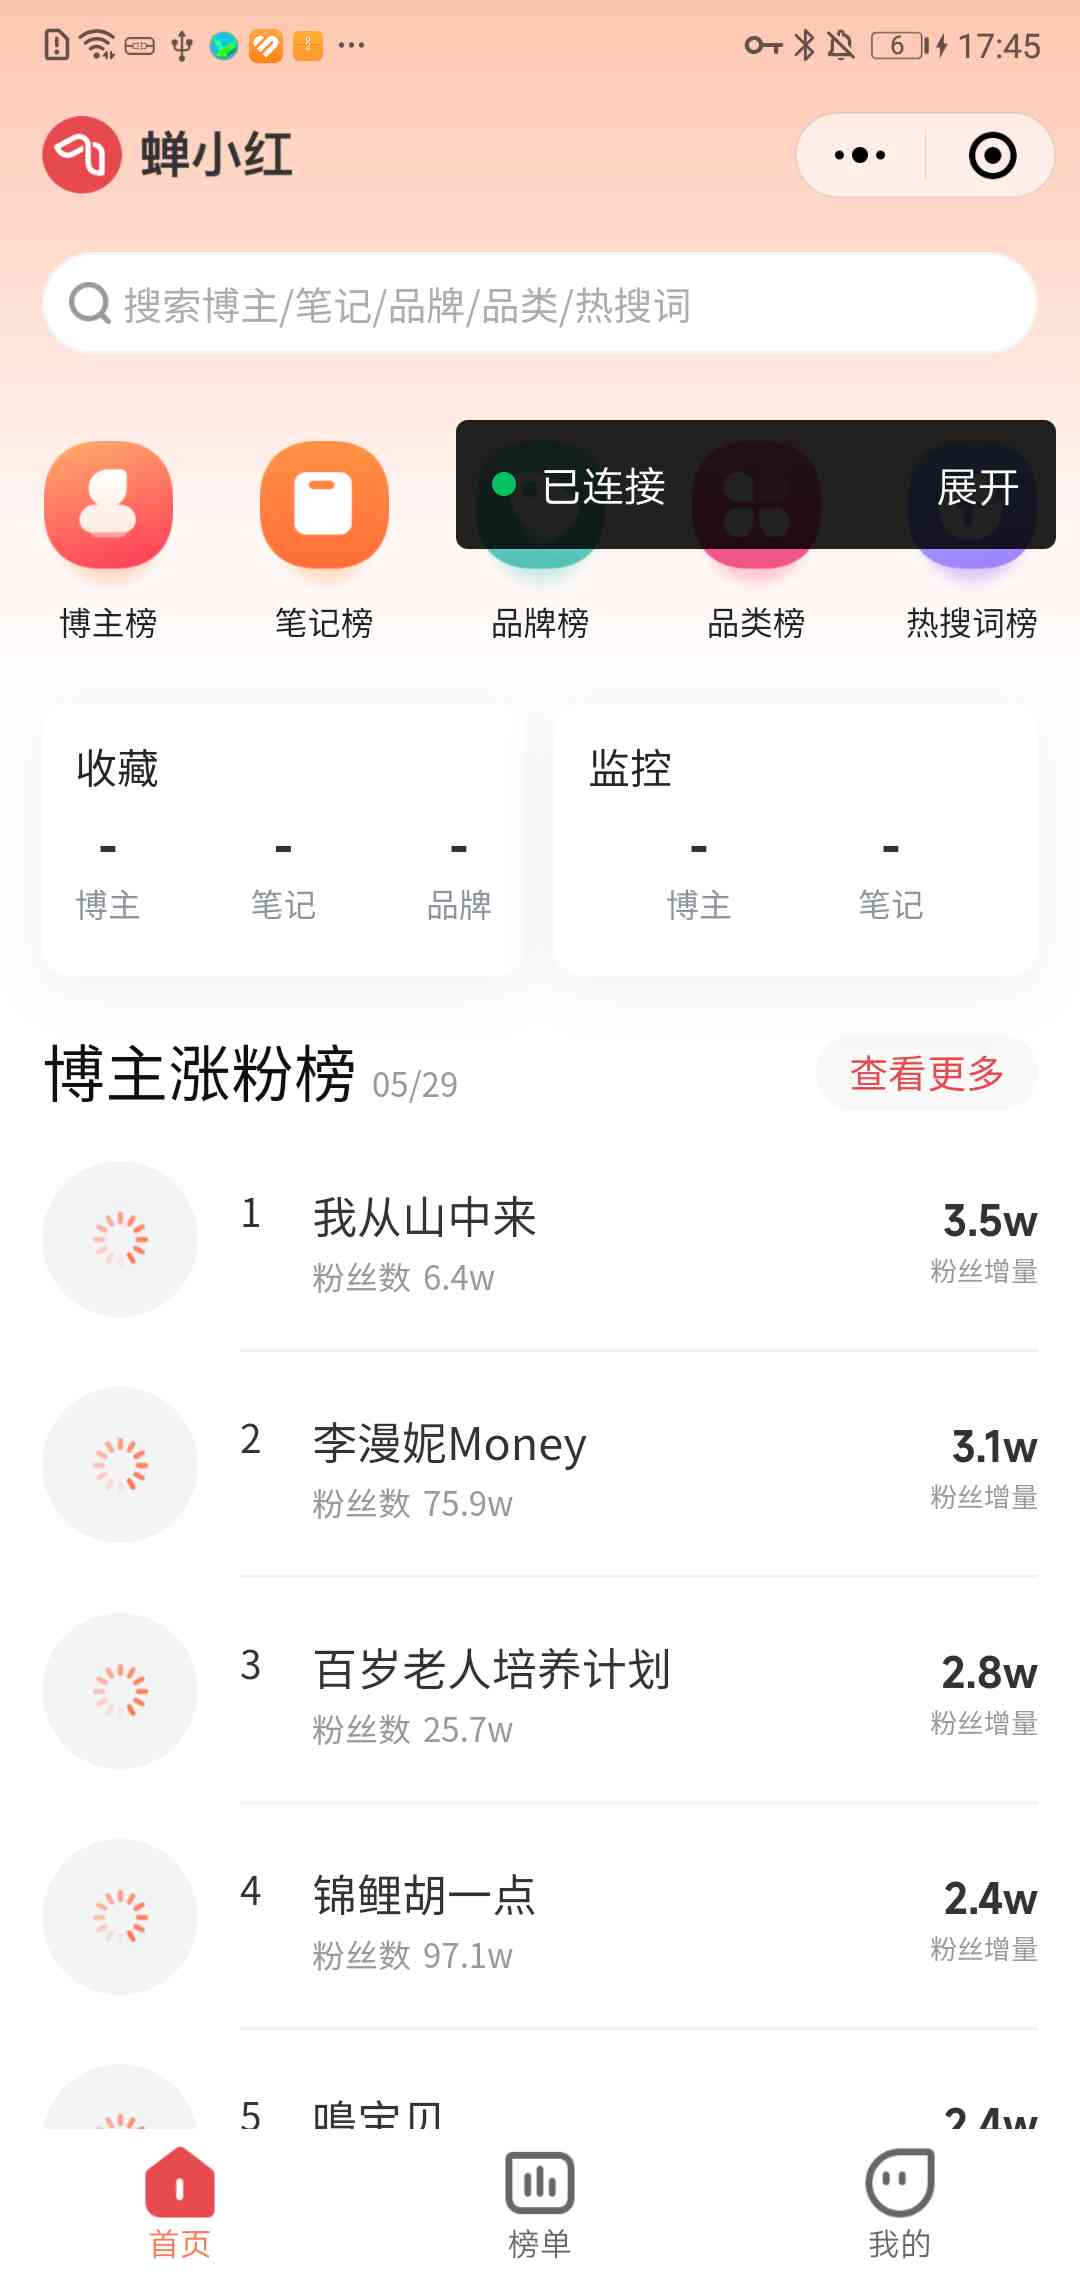 6
17:45
蝉小红
搜索博主/笔记/品牌/品类/热搜词
已连接 展开
博主榜 笔记榜 品牌榜 品类榜 热搜词榜
收藏
- - -
博主 笔记 品牌
监控
- -
博主 笔记
博主涨粉榜 05/29 查看更多
1 我从山中来 3.5w
粉丝数 6.4w 粉丝增量
2 李漫妮Money 3.1w
粉丝数 75.9w 粉丝增量
3 百岁老人培养计划 2.8w
粉丝数 25.7w 粉丝增量
4 锦鲤胡一点 2.4w
粉丝数 97.1w 粉丝增量
5 鸣宝贝 2.4w
首页 榜单 我的